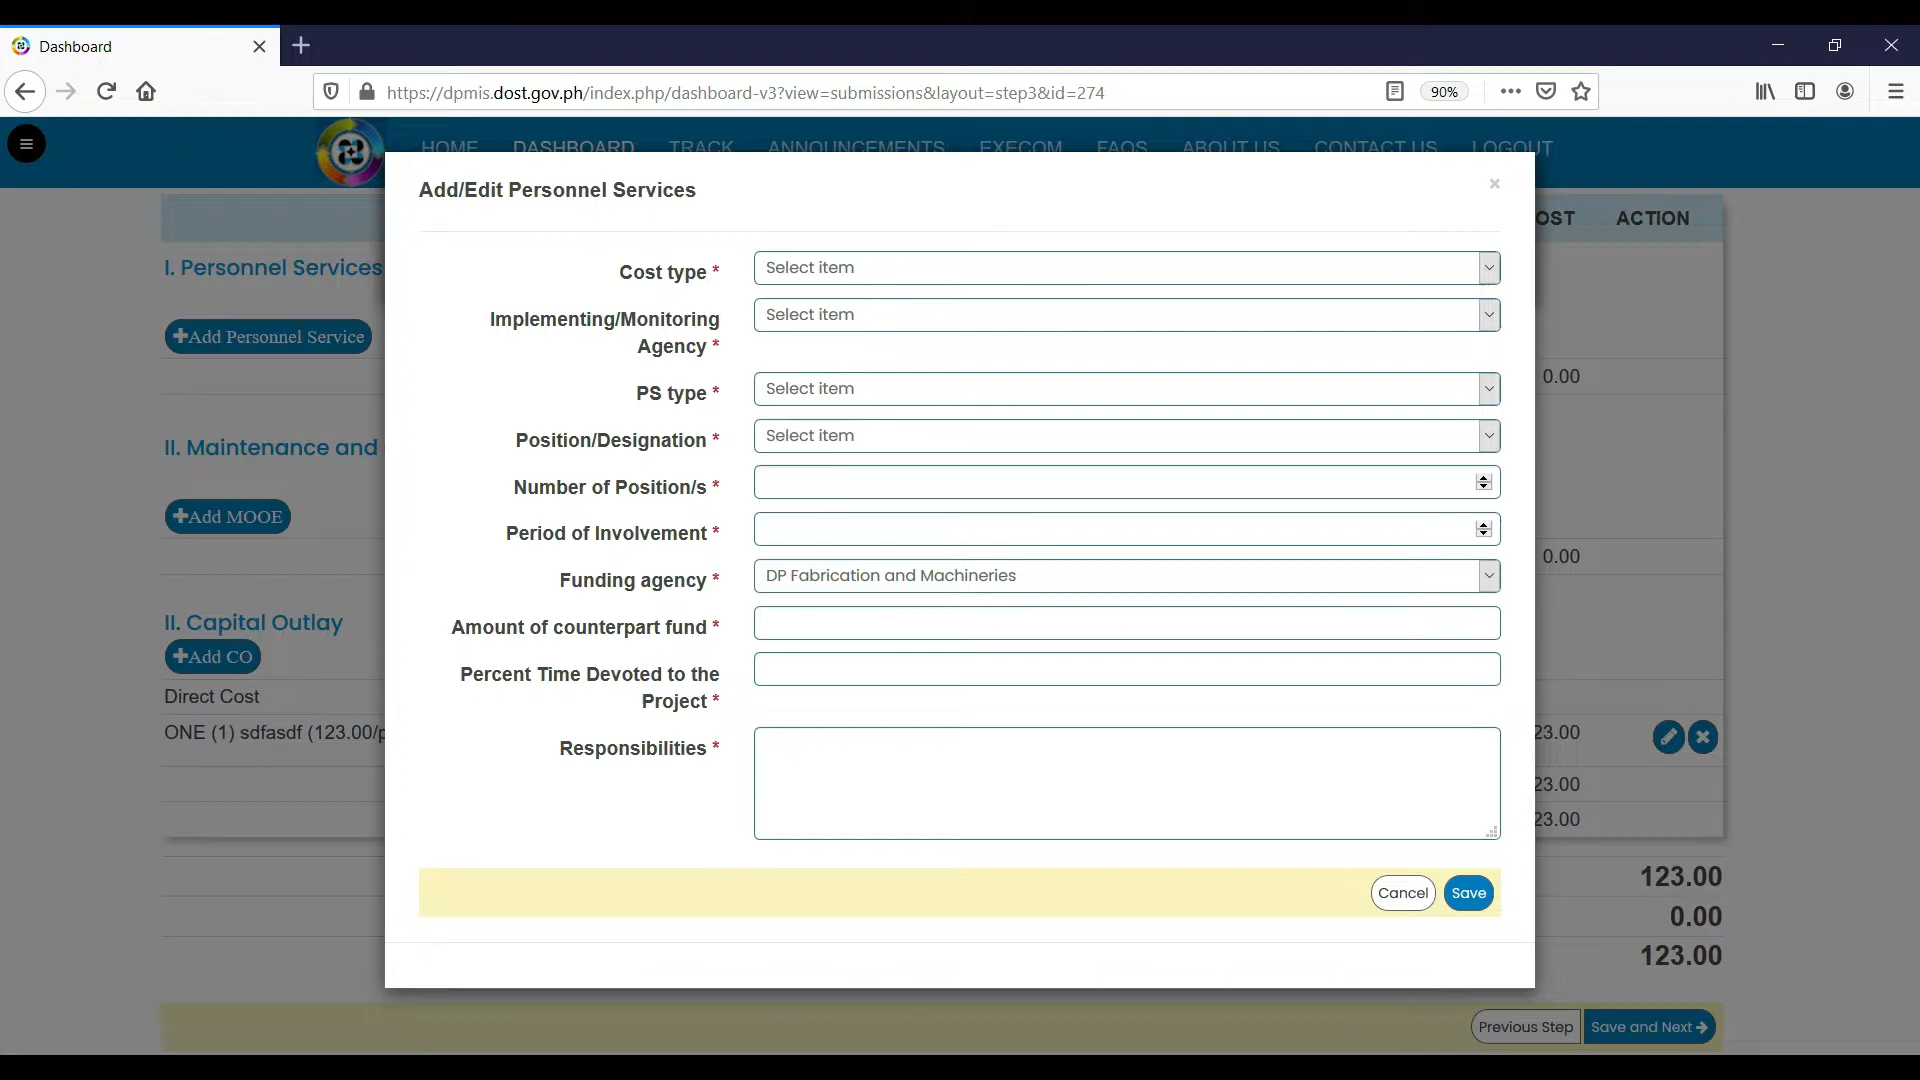 Dashboard
https://dpmis.dost.gov.ph/index.php/dashboard-v3?view=submissions&layout=step3&id=274
90%
HOME DASHBOARD TRACK ANNOUNCEMENTS EXECOM FAQS ABOUT US CONTACT US LOGOUT
Add/Edit Personnel Services
OST ACTION
I. Personnel Services
Cost type * Select item
Implementing/Monitoring Agency * Select item
Add Personnel Service
0.00
PS type * Select item
Position/Designation * Select item
II. Maintenance and
Number of Position/s *
Add MOOE
Period of Involvement *
0.00
Funding agency * DP Fabrication and Machineries
II. Capital Outlay
Amount of counterpart fund *
Add CO
Percent Time Devoted to the Project *
Direct Cost
ONE (1) sdfasdf (123.00/p
23.00
Responsibilities *
23.00
23.00
123.00
Cancel Save
0.00
123.00
Previous Step Save and Next